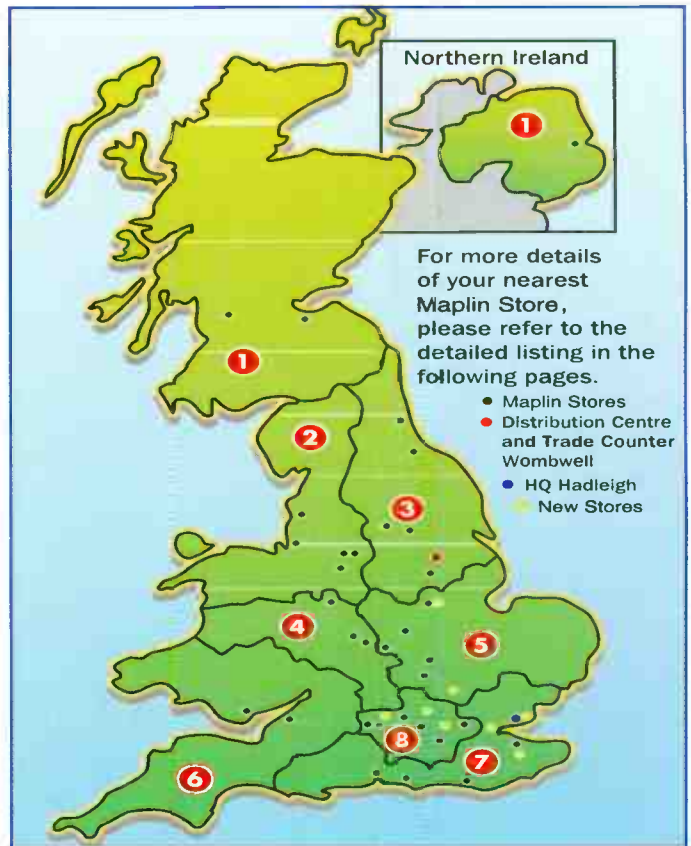 Northern Ireland
1
For more details
of your nearest
Maplin Store,
please refer to the
detailed listing in the
following pages.
Maplin Stores
Distribution Centre
and Trade Counter
Wombwell
HQ Hadleigh
New Stores
1
2
3
4
5
6
7
8